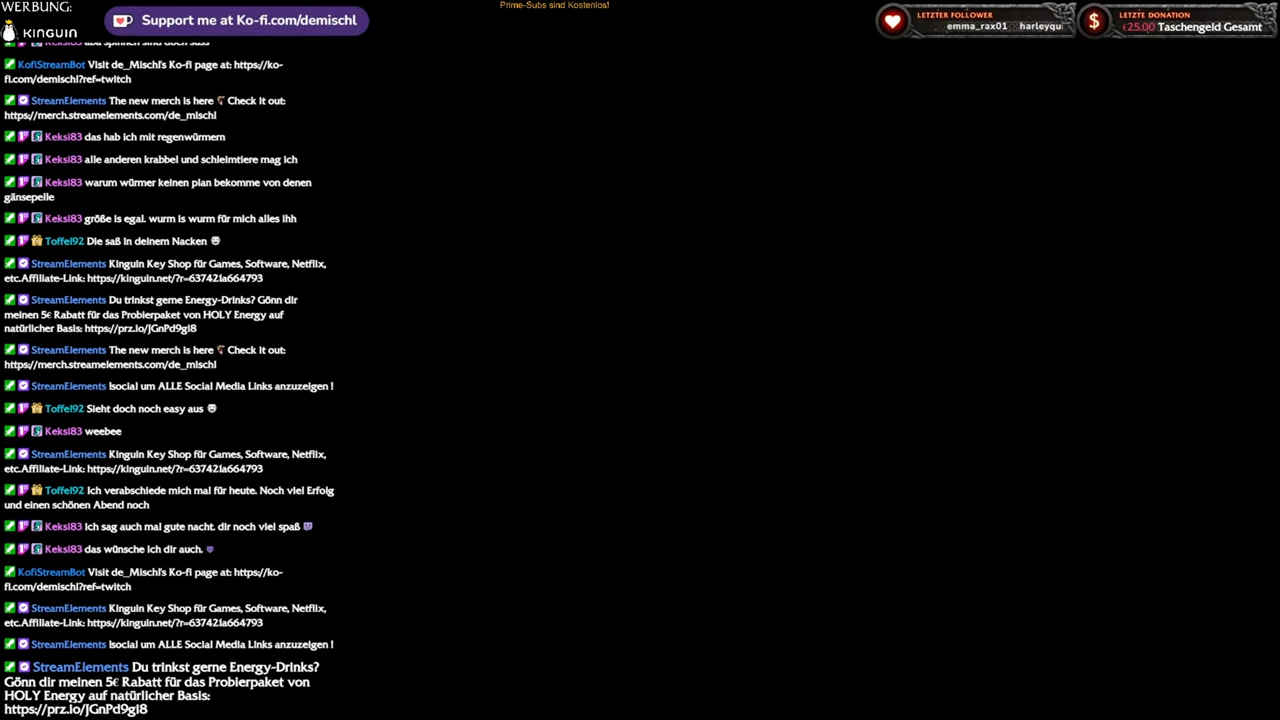 WERBUNG:
KINGUIN
Support me at Ko-fi.com/demischl
Prime-Subs sind Kostenlos!
LETZTER FOLLOWER
emma_rax01 harleyqu
LETZTE DONATION
€25.00 Taschengeld Gesamt
Keksi83 aba spinnen sind doch süss
KofiStreamBot Visit de_Mischl's Ko-fi page at: https://ko-
fi.com/demischl?ref=twitch
StreamElements The new merch is here Check it out:
https://merch.streamelements.com/de_mischl
Keksi83 das hab ich mit regenwürmern
Keksi83 alle anderen krabbel und schleimtiere mag ich
Keksi83 warum würmer keinen plan bekomme von denen
gänsepelle
Keksi83 größe is egal. wurm is wurm für mich alles ihh
Toffel92 Die saß in deinem Nacken
StreamElements Kinguin Key Shop für Games, Software, Netflix,
etc.Affiliate-Link: https://kinguin.net/?r=637421a664793
StreamElements Du trinkst gerne Energy-Drinks? Gönn dir
meinen 5€ Rabatt für das Probierpaket von HOLY Energy auf
natürlicher Basis: https://prz.io/JGnPd9gi8
StreamElements The new merch is here Check it out:
https://merch.streamelements.com/de_mischl
StreamElements !social um ALLE Social Media Links anzuzeigen !
Toffel92 Sieht doch noch easy aus
Keksi83 weebee
StreamElements Kinguin Key Shop für Games, Software, Netflix,
etc.Affiliate-Link: https://kinguin.net/?r=637421a664793
Toffel92 Ich verabschiede mich mal für heute. Noch viel Erfolg
und einen schönen Abend noch
Keksi83 ich sag auch mal gute nacht. dir noch viel spaß
Keksi83 das wünsche ich dir auch.
KofiStreamBot Visit de_Mischl's Ko-fi page at: https://ko-
fi.com/demischl?ref=twitch
StreamElements Kinguin Key Shop für Games, Software, Netflix,
etc.Affiliate-Link: https://kinguin.net/?r=637421a664793
StreamElements !social um ALLE Social Media Links anzuzeigen !
StreamElements Du trinkst gerne Energy-Drinks?
Gönn dir meinen 5€ Rabatt für das Probierpaket von
HOLY Energy auf natürlicher Basis:
https://prz.io/JGnPd9gi8